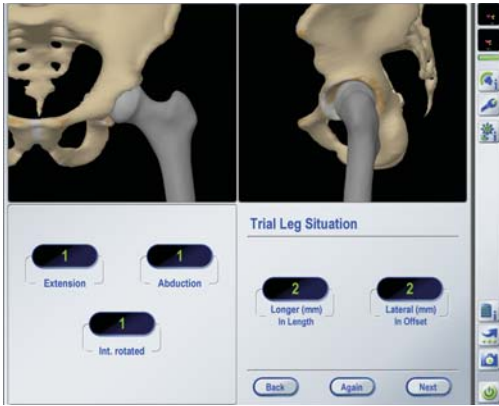 Trial Leg Situation
1
Extension
1
Abduction
1
Int. rotated
2
Longer (mm)
In Length
2
Lateral (mm)
In Offset
Back
Again
Next